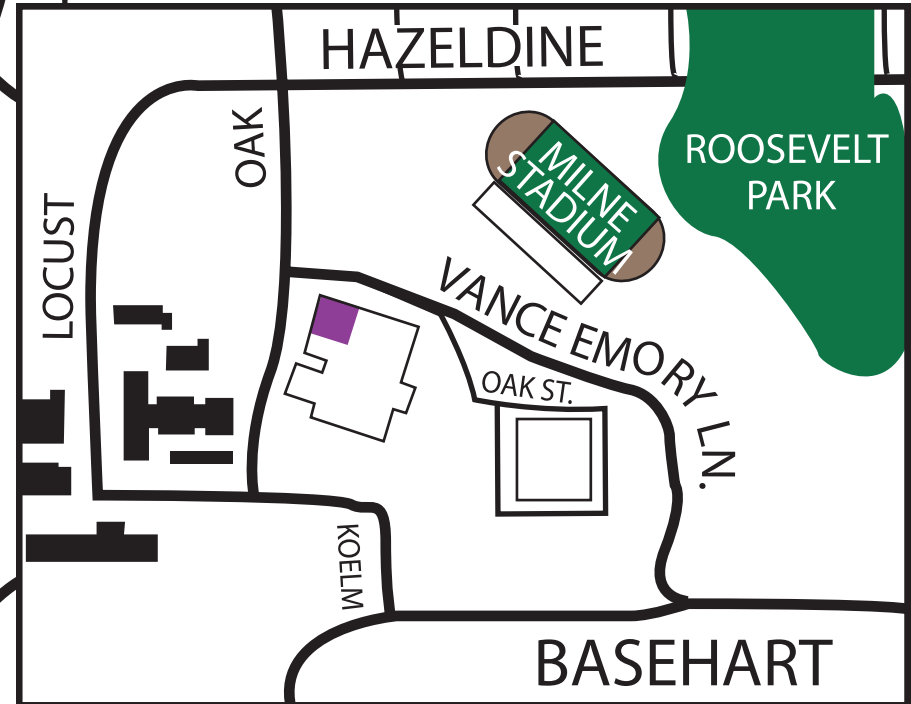 HAZELDINE
OAK
ROOSEVELT
PARK
MILNE
STADIUM
LOCUST
VANCE EMORY LN.
OAK ST.
KOELM
BASEHART